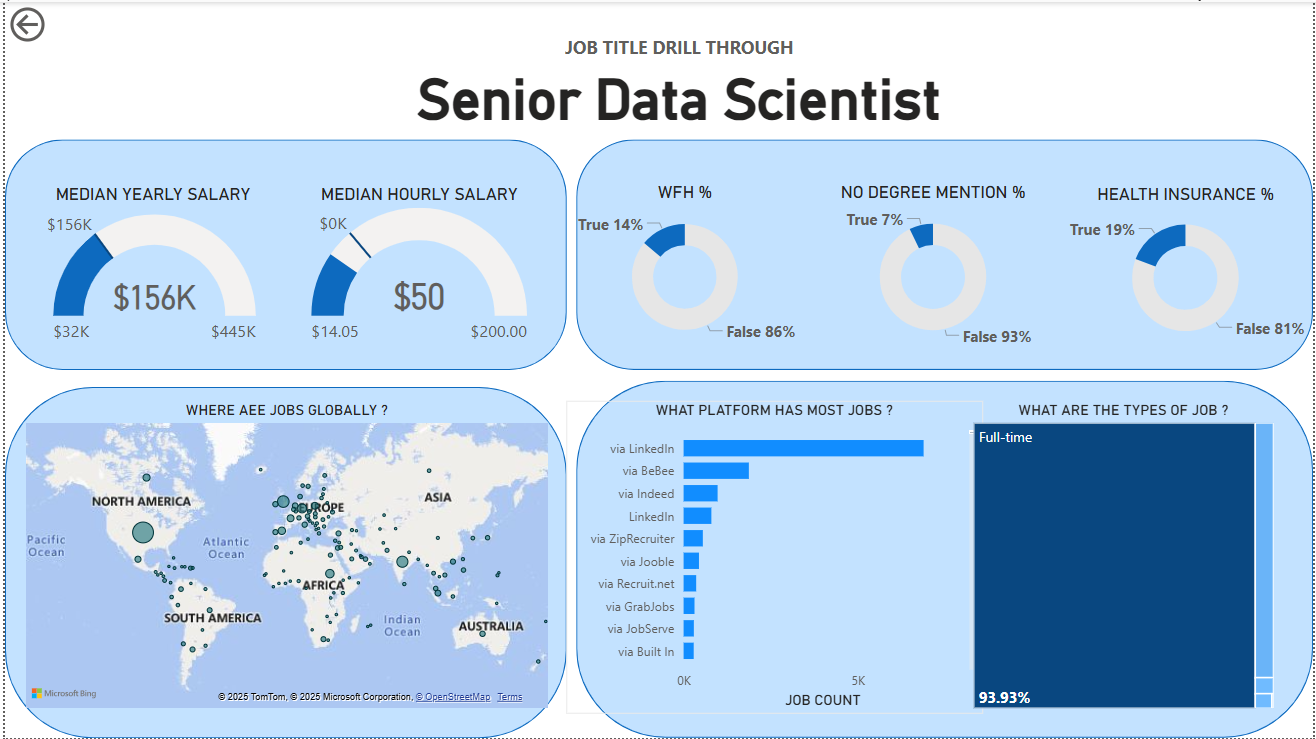 JOB TITLE DRILL THROUGH
Senior Data Scientist
MEDIAN YEARLY SALARY
$156K
$156K
$32K
$445K
MEDIAN HOURLY SALARY
$0K
$50
$14.05
$200.00
WFH %
True 14%
False 86%
NO DEGREE MENTION %
True 7%
False 93%
HEALTH INSURANCE %
True 19%
False 81%
WHERE AEE JOBS GLOBALLY ?
NORTH AMERICA
EUROPE
ASIA
Pacific
Ocean
Atlantic
Ocean
AFRICA
SOUTH AMERICA
Indian
Ocean
AUSTRALIA
Microsoft Bing
© 2025 TomTom, © 2025 Microsoft Corporation, © OpenStreetMap Terms
WHAT PLATFORM HAS MOST JOBS ?
via LinkedIn
via BeBee
via Indeed
LinkedIn
via ZipRecruiter
via Jooble
via Recruit.net
via GrabJobs
via JobServe
via Built In
0K
5K
JOB COUNT
WHAT ARE THE TYPES OF JOB ?
Full-time
93.93%